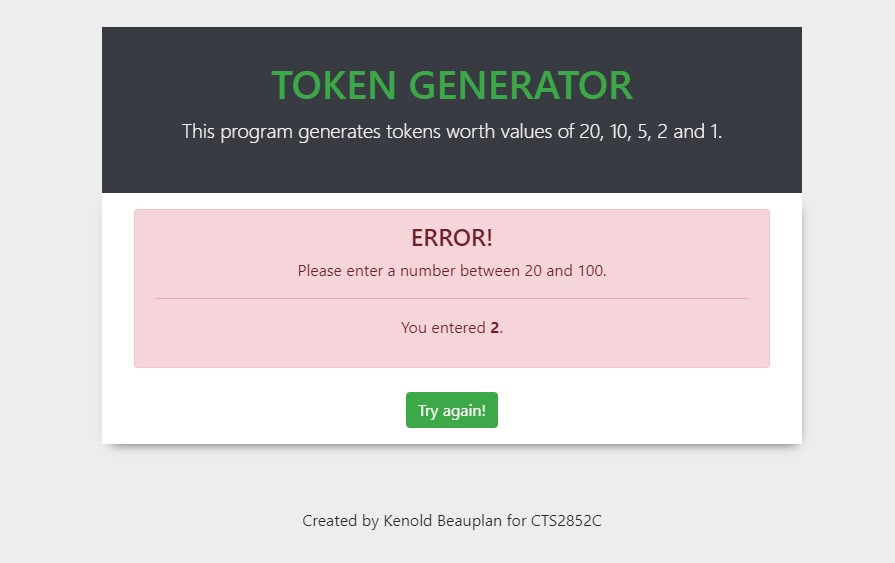 TOKEN GENERATOR
This program generates tokens worth values of 20, 10, 5, 2 and 1.
ERROR!
Please enter a number between 20 and 100.
You entered 2.
Try again!
Created by Kenold Beauplan for CTS2852C